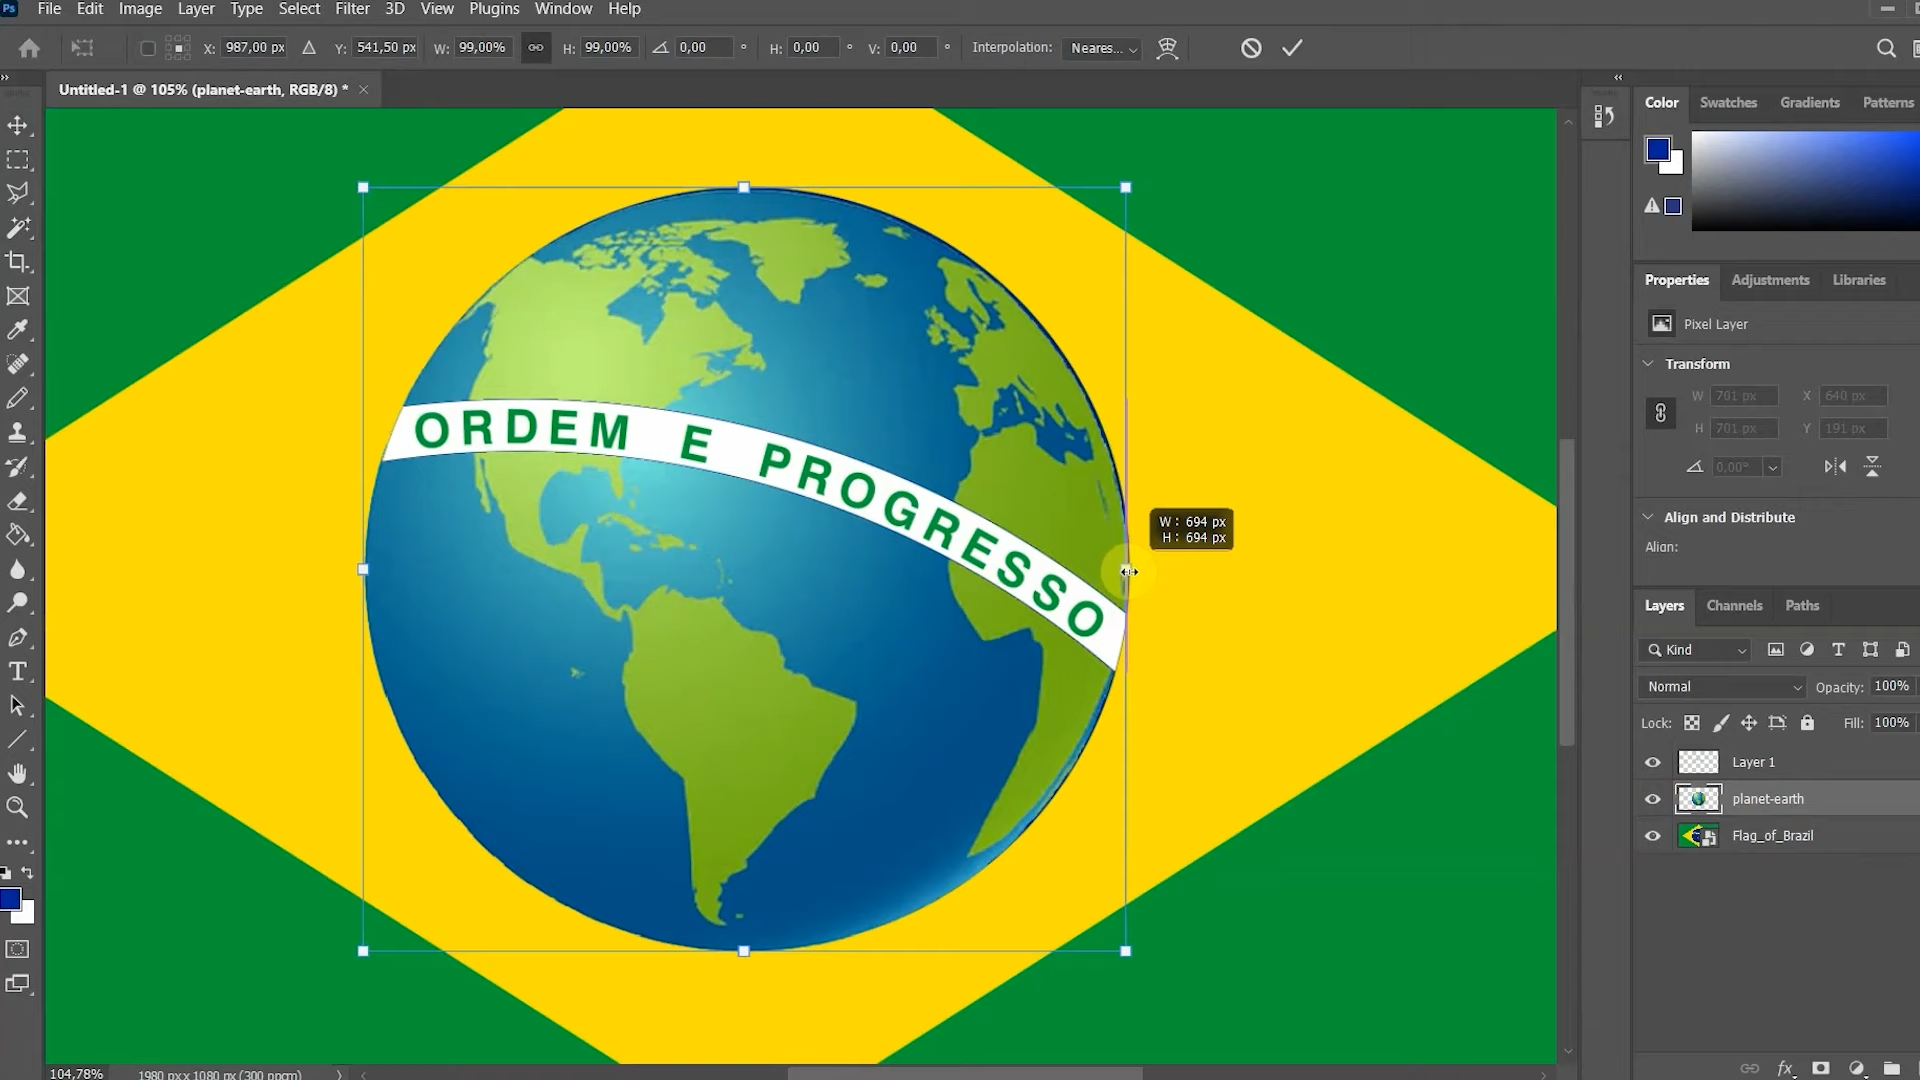 Ps File Edit Image Layer Type Select Filter 3D View Plugins Window Help
X: 987,00 px Y: 541,50 px W: 99,00% H: 99,00% 0,00 ° H: 0,00 ° V: 0,00 ° Interpolation: Neares...
Untitled-1 @ 105% (planet-earth, RGB/8) * ×
Color Swatches Gradients Patterns
Properties Adjustments Libraries
Pixel Layer
Transform
W 701 px X 640 px
H 701 px Y 191 px
0,00°
ORDEM E PROGRESSO
W: 694 px
H: 694 px
Align and Distribute
Align:
Layers Channels Paths
Kind
Normal Opacity: 100%
Lock: Fill: 100%
Layer 1
planet-earth
Flag_of_Brazil
fx
104,78% 1980 px x 1080 px (300 ppcm)